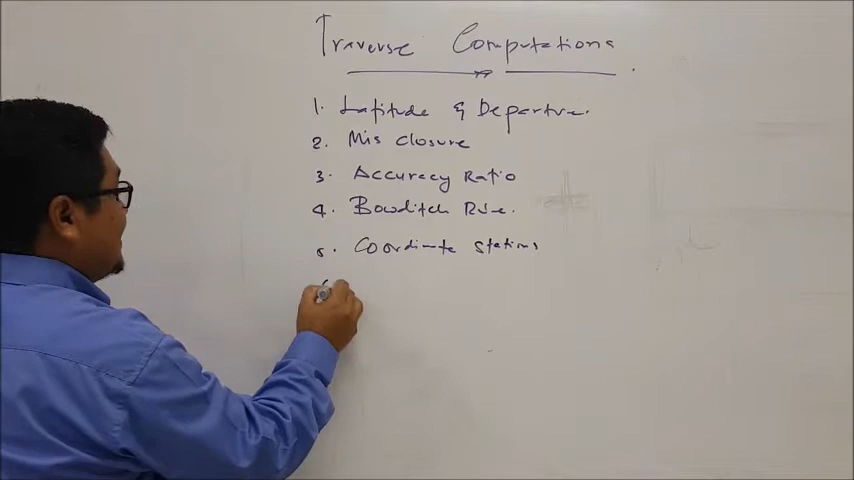 Traverse Computations
1. Latitude & Departure.
2. Mis closure
3. Accuracy Ratio
4. Bowditch Rule.
5. Coordinate Stations